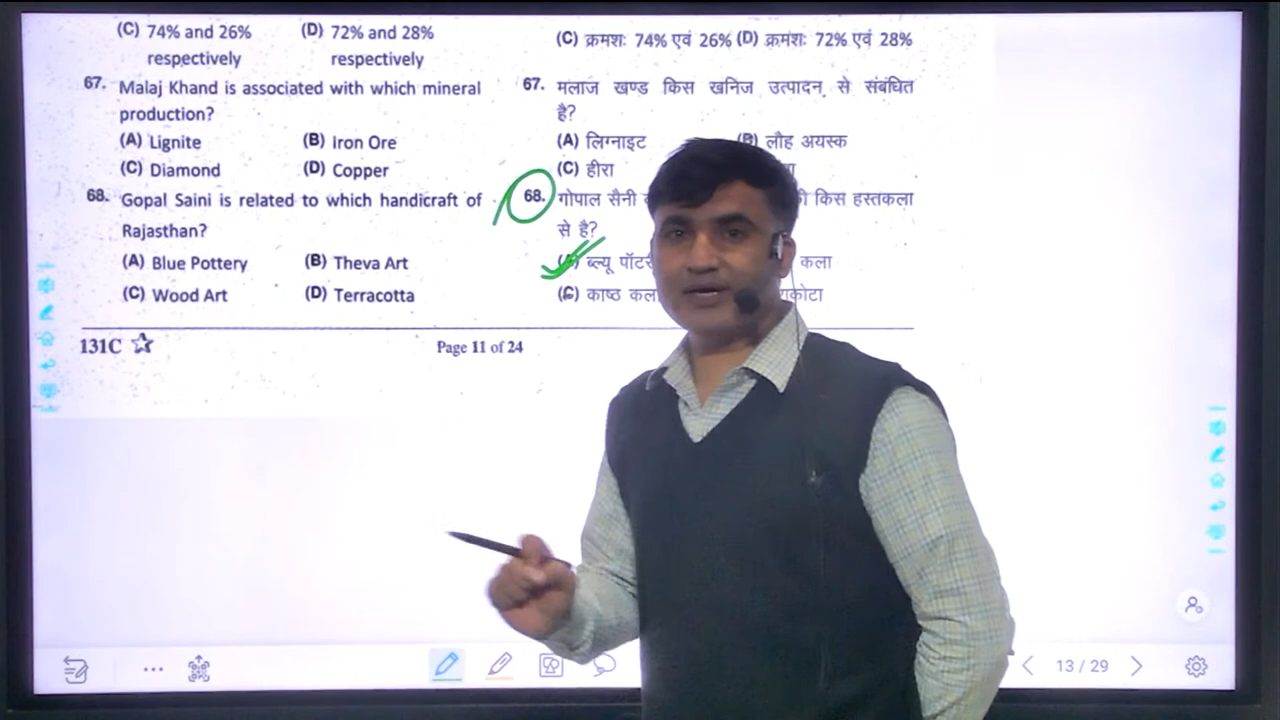 (C) 74% and 26% (D) 72% and 28%
respectively respectively
67. Malaj Khand is associated with which mineral
production?
(A) Lignite (B) Iron Ore
(C) Diamond (D) Copper
68. Gopal Saini is related to which handicraft of
Rajasthan?
(A) Blue Pottery (B) Theva Art
(C) Wood Art (D) Terracotta
(C) क्रमशः 74% एवं 26% (D) क्रमंशः 72% एवं 28%
67. मलाज खण्ड किस खनिज उत्पादन से संबंधित
है?
(A) लिग्नाइट (B) लौह अयस्क
(C) हीरा
68. गोपाल सैनी किस हस्तकला
से है?
ब्ल्यू कला
(C) काष्ठ
131C Page 11 of 24
13 / 29